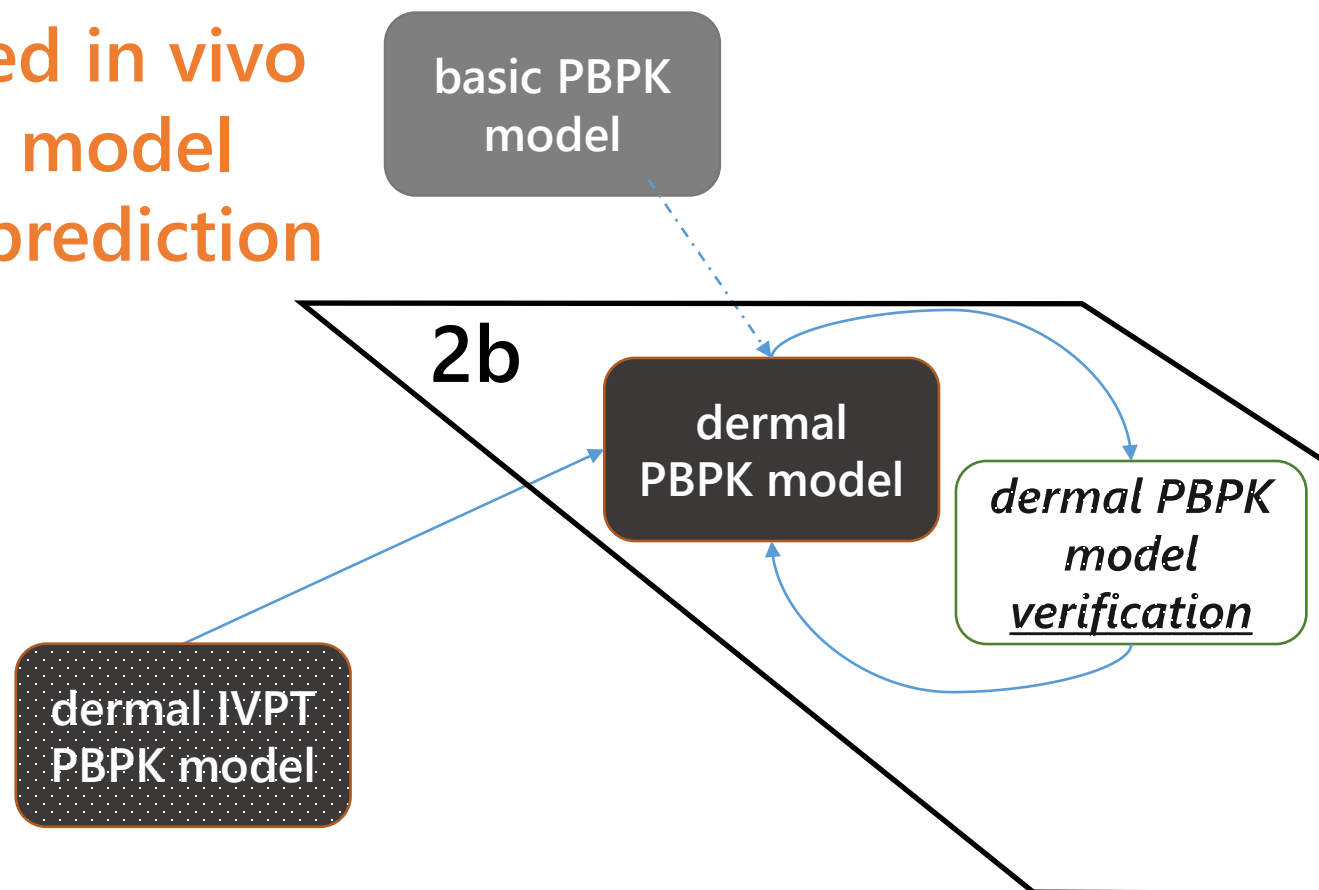 ed in vivo
model
prediction
basic PBPK
model
2b
dermal
PBPK model
dermal PBPK
model
verification
dermal IVPT
PBPK model